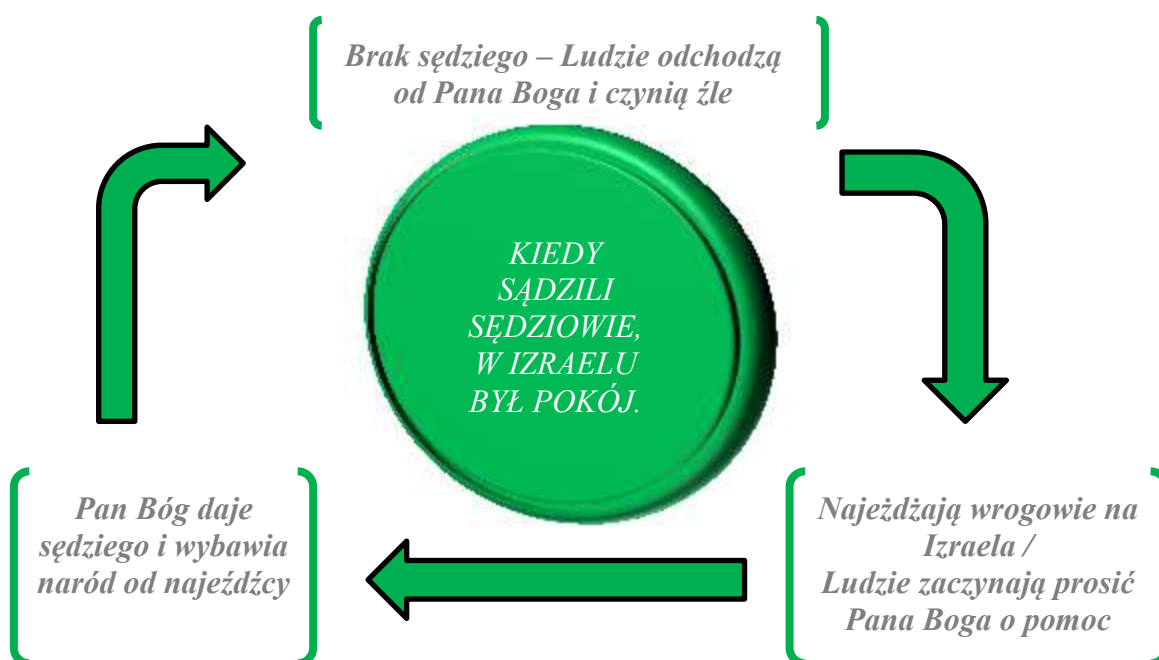 Brak sędziego – Ludzie odchodzą
od Pana Boga i czynią źle
KIEDY
SĄDZILI
SĘDZIOWIE,
W IZRAELU
BYŁ POKÓJ.
Najeżdżają wrogowie na
Izraela /
Ludzie zaczynają prosić
Pana Boga o pomoc
Pan Bóg daje
sędziego i wybawia
naród od najeźdźcy